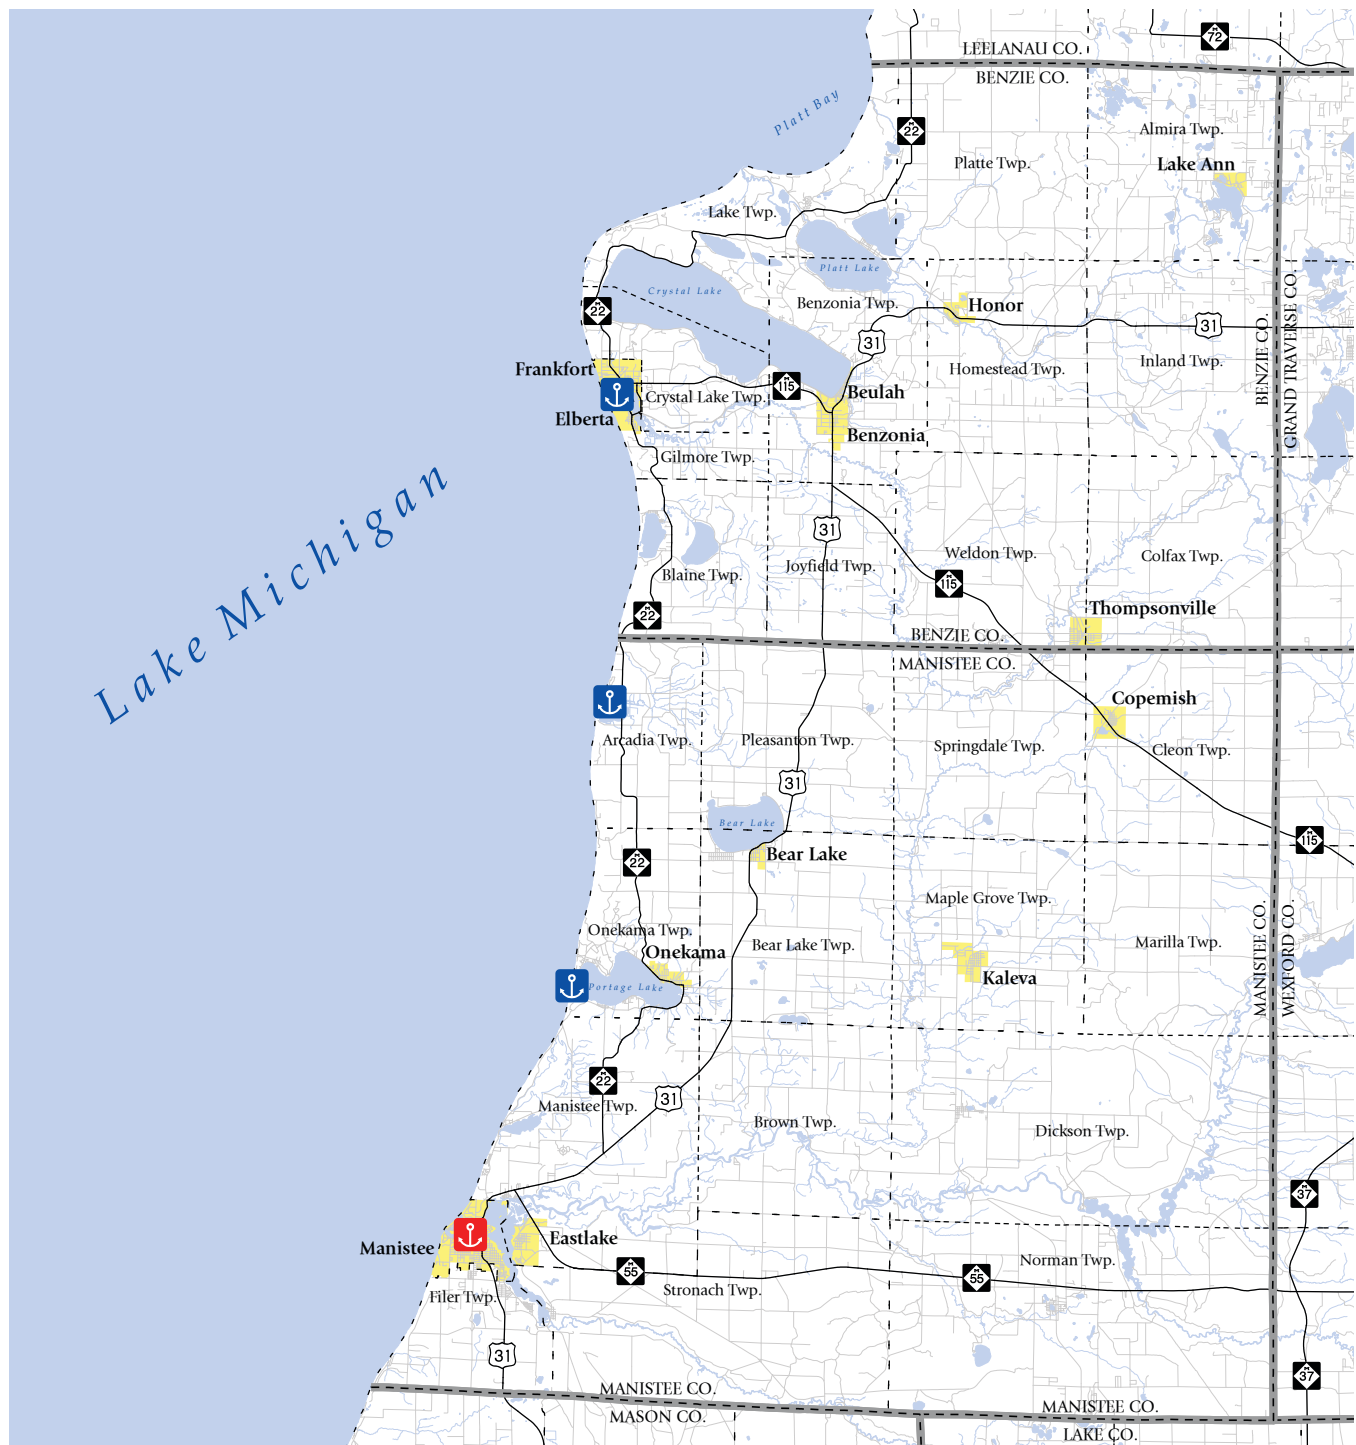 M
72
LEELANAU CO.
BENZIE CO.
Platt Bay
M
22
Almira Twp.
Platte Twp.
Lake Ann
Lake Twp.
Platt Lake
Crystal Lake
Benzonia Twp.
Honor
M
22
31
31
BENZIE CO.
GRAND TRAVERSE CO.
Inland Twp.
Homestead Twp.
Frankfort
M
115
Crystal Lake Twp.
Beulah
Elberta
Benzonia
Gilmore Twp.
Lake Michigan
31
Weldon Twp.
Colfax Twp.
Joyfield Twp.
Blaine Twp.
M
115
M
22
Thompsonville
BENZIE CO.
MANISTEE CO.
Copemish
Arcadia Twp.
Pleasanton Twp.
Springdale Twp.
Cleon Twp.
31
Bear Lake
M
115
Bear Lake
M
22
Maple Grove Twp.
MANISTEE CO.
WEXFORD CO.
Onekama Twp.
Bear Lake Twp.
Marilla Twp.
Onekama
Kaleva
Portage Lake
M
22
31
Manistee Twp.
Brown Twp.
Dickson Twp.
M
37
Manistee
Eastlake
M
55
M
55
Norman Twp.
Stronach Twp.
Filer Twp.
31
M
37
MANISTEE CO.
MASON CO.
MANISTEE CO.
LAKE CO.